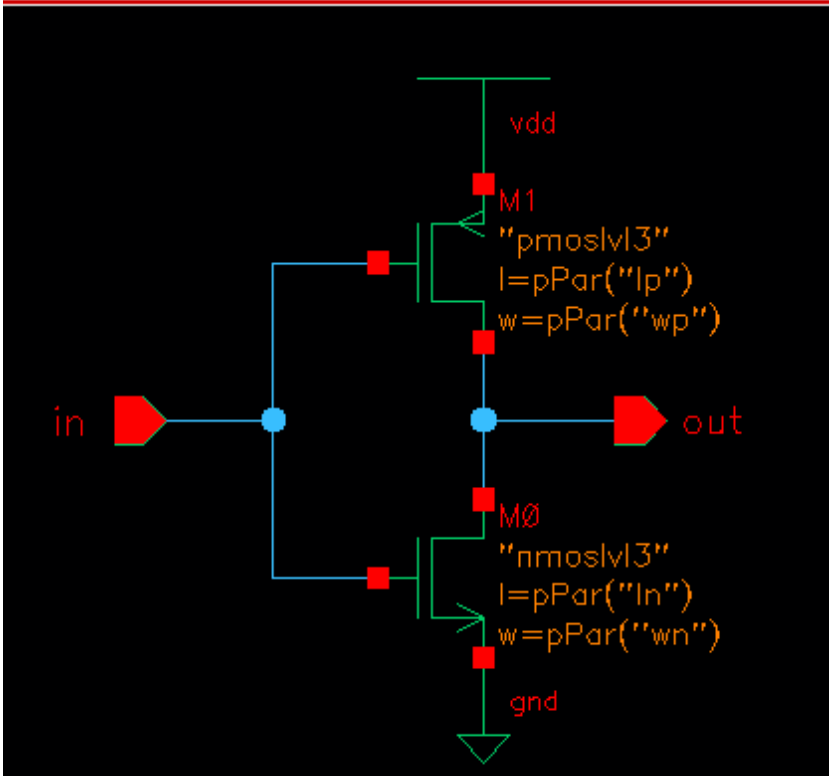 vdd
M1
"pmoslvl3"
l=pPar("lp")
w=pPar("wp")
in
out
M0
"nmoslvl3"
l=pPar("ln")
w=pPar("wn")
gnd